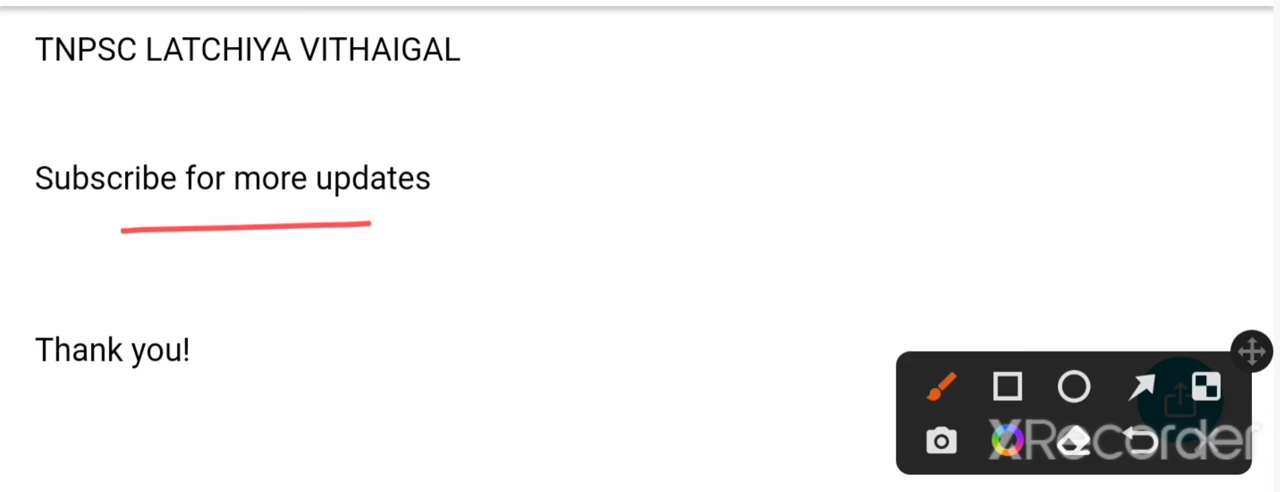 TNPSC LATCHIYA VITHAIGAL
Subscribe for more updates
Thank you!
XRecorder